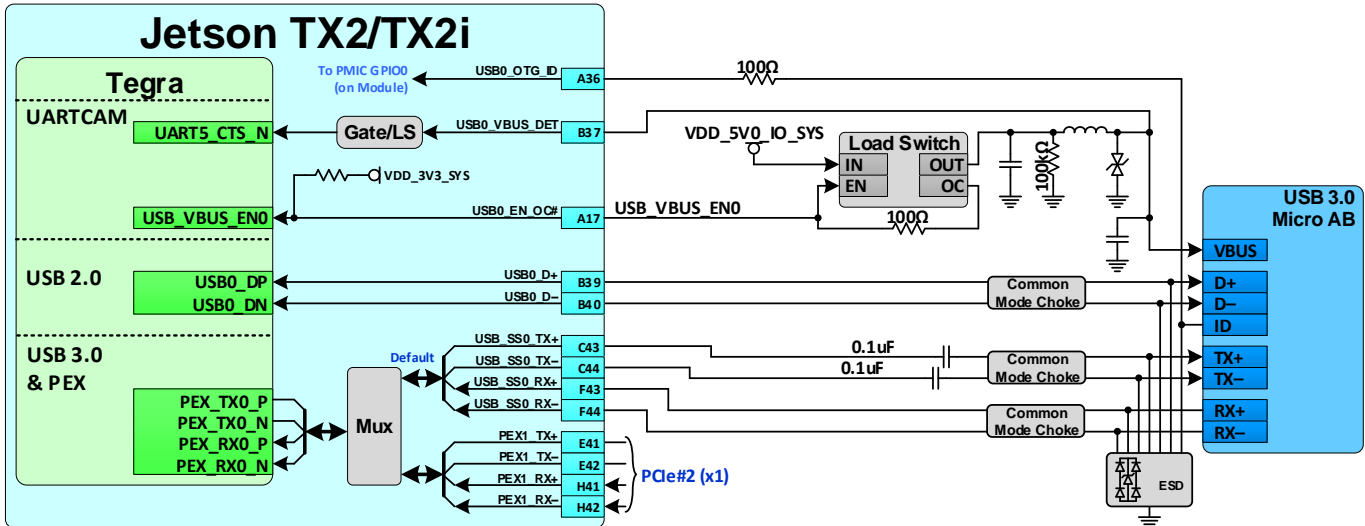 Jetson TX2/TX2i
Tegra
UARTCAM
UART5_CTS_N
USB_VBUS_EN0
USB 2.0
USB0_DP
USB0_DN
USB 3.0
& PEX
PEX_TX0_P
PEX_TX0_N
PEX_RX0_P
PEX_RX0_N
To PMIC GPIO0
(on Module)
Gate/LS
VDD_3V3_SYS
Default
Mux
USB0_OTG_ID
A36
USB0_VBUS_DET
B37
USB0_EN_OC#
A17
USB0_D+
B39
USB0_D–
B40
USB_SS0_TX+
C43
USB_SS0_TX–
C44
USB_SS0_RX+
F43
USB_SS0_RX–
F44
PEX1_TX+
E41
PEX1_TX–
E42
PEX1_RX+
H41
PEX1_RX–
H42
PCIe#2 (x1)
100Ω
VDD_5V0_IO_SYS
Load Switch
IN
OUT
EN
OC
100kΩ
USB_VBUS_EN0
100Ω
Common
Mode Choke
0.1uF
0.1uF
Common
Mode Choke
Common
Mode Choke
ESD
USB 3.0
Micro AB
VBUS
D+
D–
ID
TX+
TX–
RX+
RX–